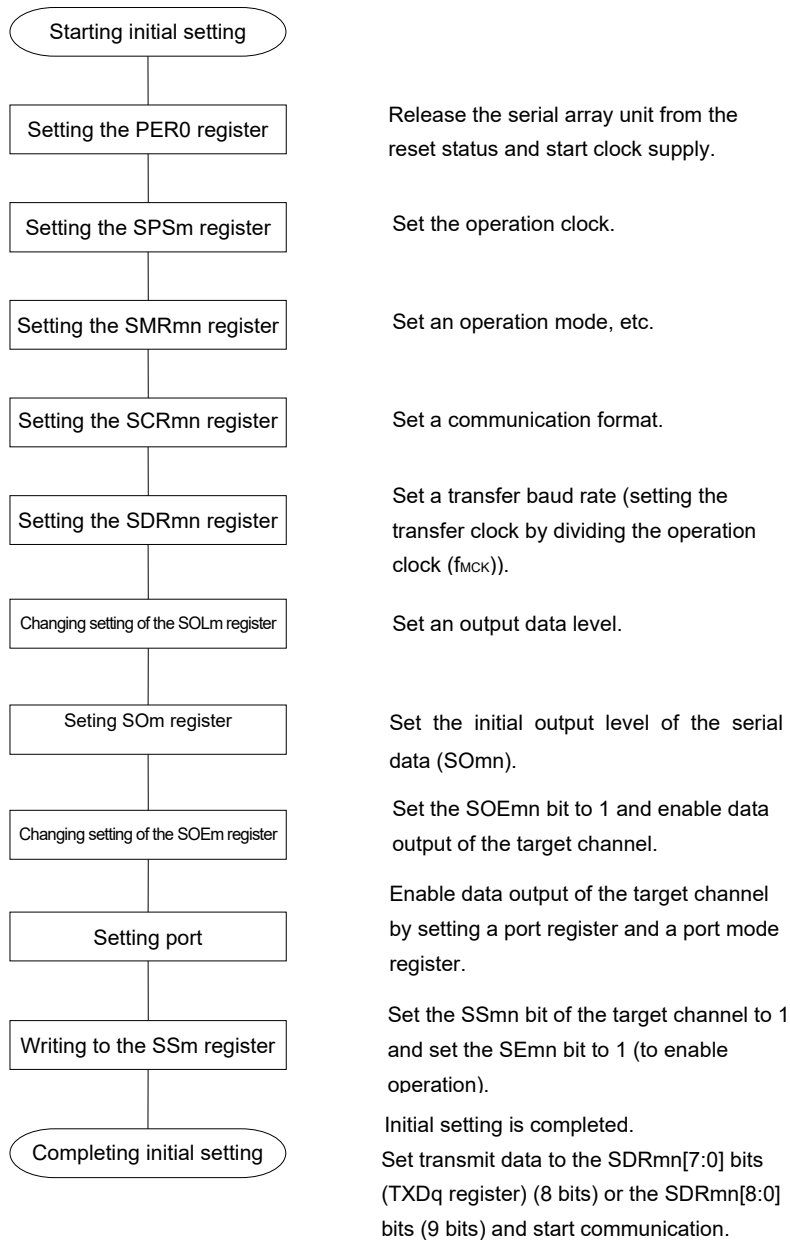 Starting initial setting
Setting the PER0 register
Release the serial array unit from the
reset status and start clock supply.
Setting the SPSm register
Set the operation clock.
Setting the SMRmn register
Set an operation mode, etc.
Setting the SCRmn register
Set a communication format.
Setting the SDRmn register
Set a transfer baud rate (setting the
transfer clock by dividing the operation
clock (fMCK)).
Changing setting of the SOLm register
Set an output data level.
Seting SOm register
Set the initial output level of the serial
data (SOmn).
Changing setting of the SOEm register
Set the SOEmn bit to 1 and enable data
output of the target channel.
Setting port
Enable data output of the target channel
by setting a port register and a port mode
register.
Writing to the SSm register
Set the SSmn bit of the target channel to 1
and set the SEmn bit to 1 (to enable
operation).
Completing initial setting
Initial setting is completed.
Set transmit data to the SDRmn[7:0] bits
(TXDq register) (8 bits) or the SDRmn[8:0]
bits (9 bits) and start communication.